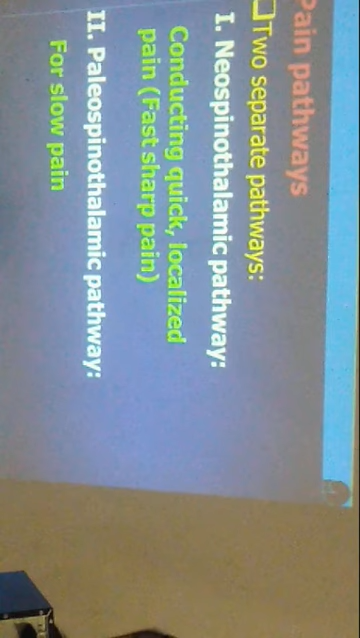 Pain pathways
Two separate pathways:
I. Neospinothalamic pathway:
Conducting quick, localized
pain (Fast sharp pain)
II. Paleospinothalamic pathway:
For slow pain